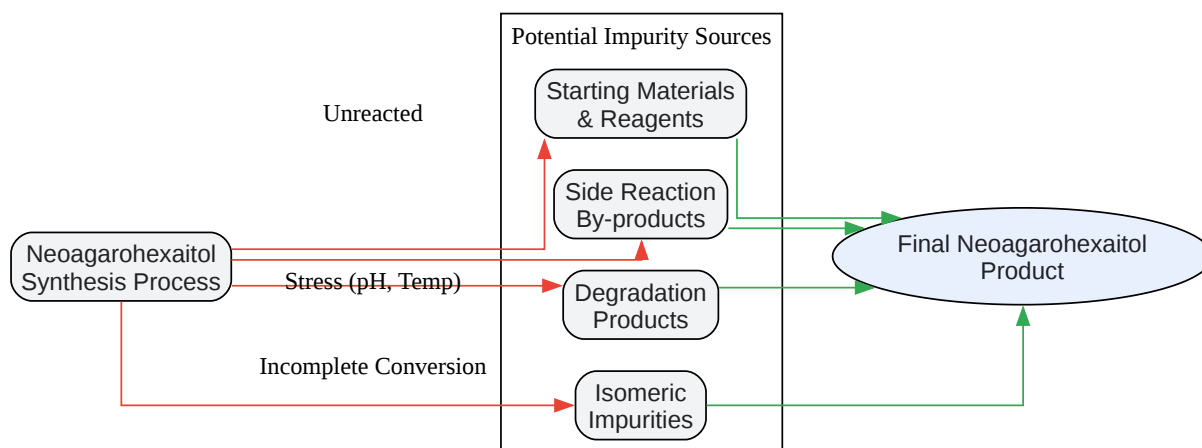 Potential Impurity Sources
Unreacted
Starting Materials
& Reagents
Side Reaction
By-products
Neoagarohexaitol
Synthesis Process
Stress (pH, Temp)
Degradation
Products
Final Neoagarohexaitol
Product
Incomplete Conversion
Isomeric
Impurities